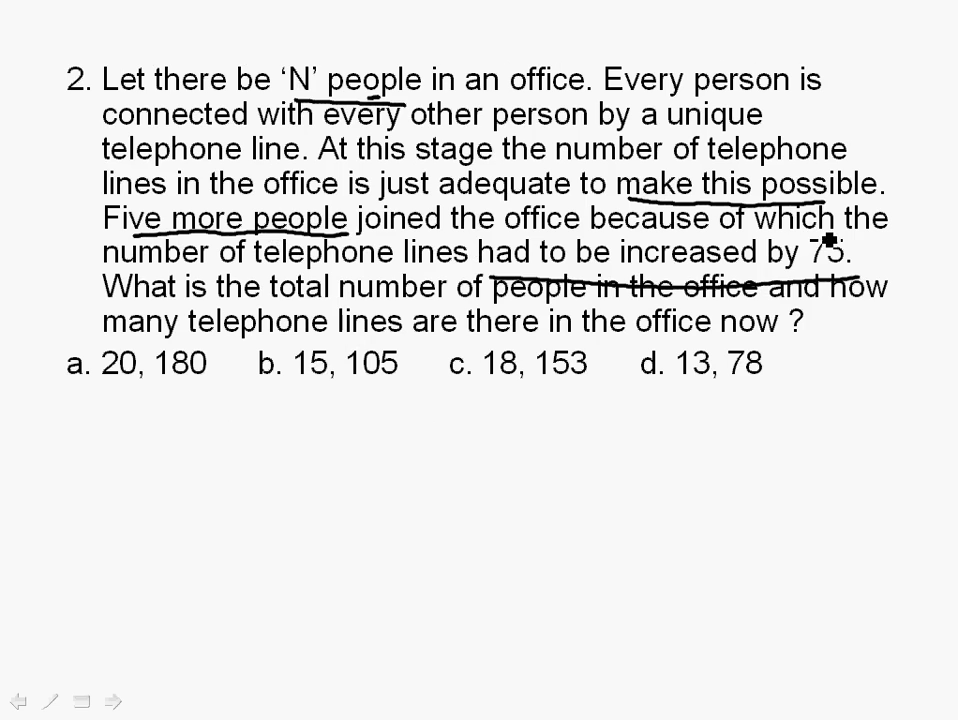 2. Let there be ‘N’ people in an office. Every person is
connected with every other person by a unique
telephone line. At this stage the number of telephone
lines in the office is just adequate to make this possible.
Five more people joined the office because of which the
number of telephone lines had to be increased by 75.
What is the total number of people in the office and how
many telephone lines are there in the office now ?
a. 20, 180 b. 15, 105 c. 18, 153 d. 13, 78